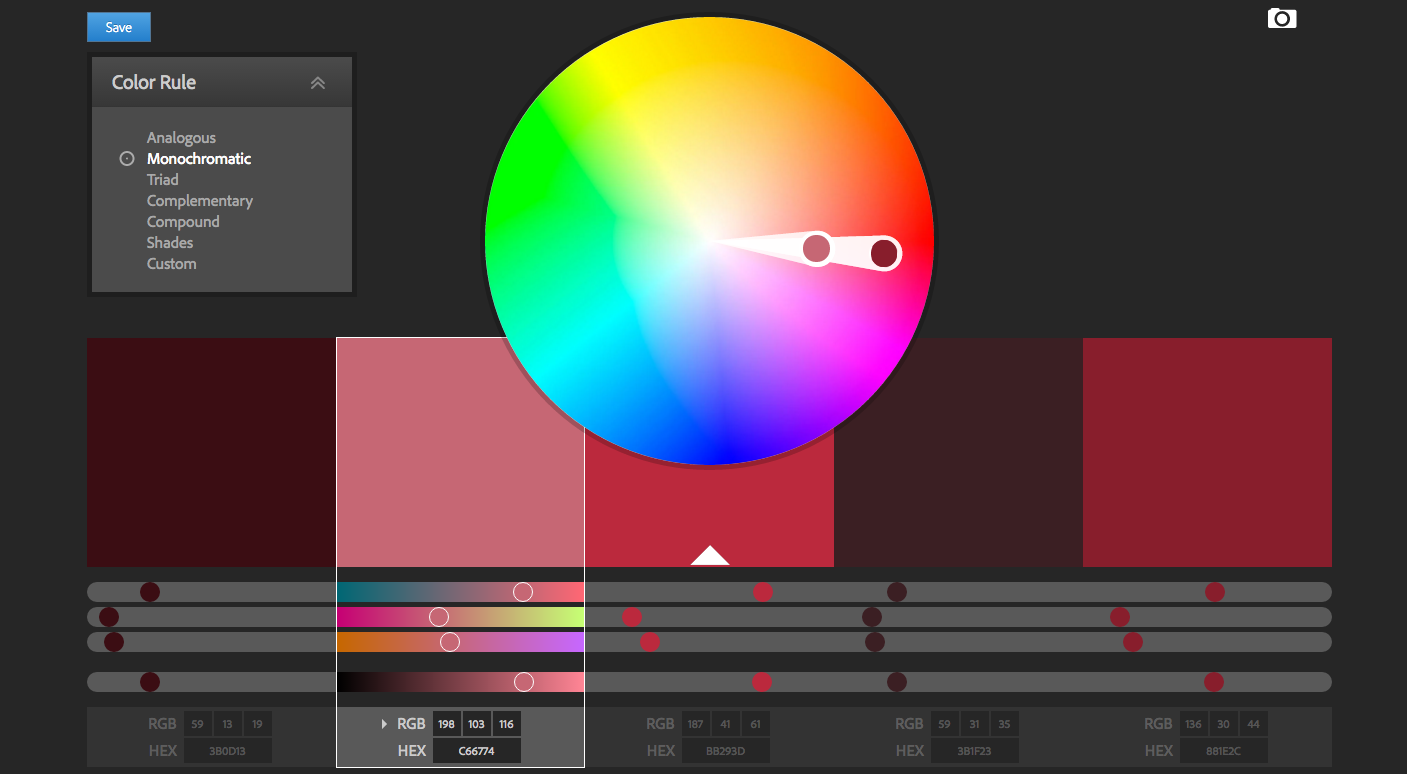 Save
Color Rule
Analogous
Monochromatic
Triad
Complementary
Compound
Shades
Custom
RGB 59 13 19
HEX 3B0D13
RGB 198 103 116
HEX C66774
RGB 187 41 61
HEX BB293D
RGB 59 31 35
HEX 3B1F23
RGB 136 30 44
HEX 881E2C